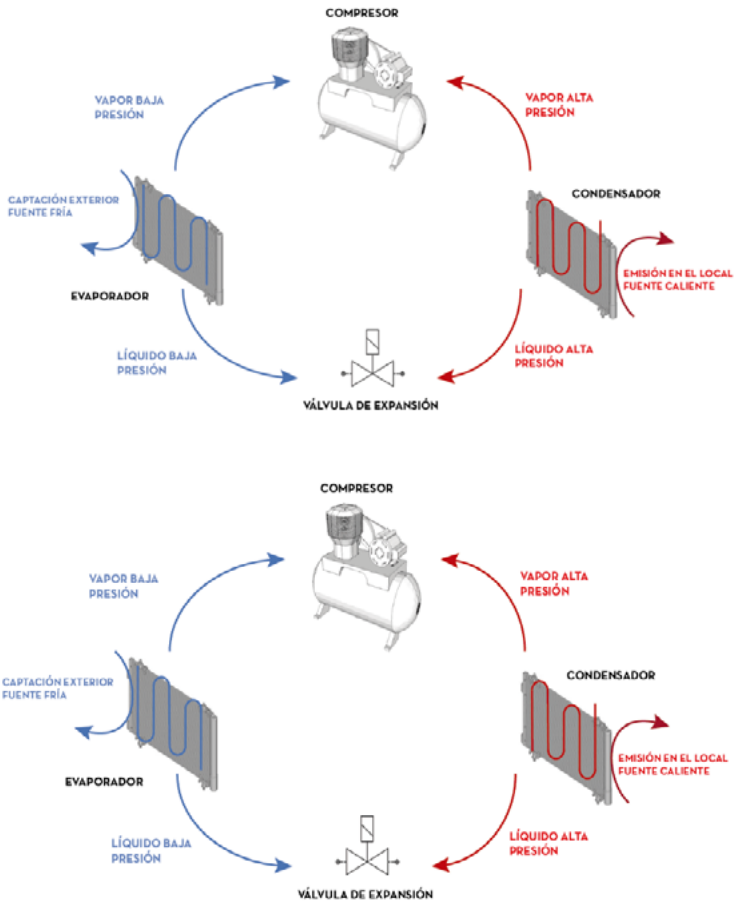 COMPRESOR
VAPOR BAJA
PRESIÓN
VAPOR ALTA
PRESIÓN
CAPTACIÓN EXTERIOR
FUENTE FRÍA
CONDENSADOR
EMISIÓN EN EL LOCAL
FUENTE CALIENTE
EVAPORADOR
LÍQUIDO BAJA
PRESIÓN
LÍQUIDO ALTA
PRESIÓN
VÁLVULA DE EXPANSIÓN
COMPRESOR
VAPOR BAJA
PRESIÓN
VAPOR ALTA
PRESIÓN
CAPTACIÓN EXTERIOR
FUENTE FRÍA
CONDENSADOR
EMISIÓN EN EL LOCAL
FUENTE CALIENTE
EVAPORADOR
LÍQUIDO BAJA
PRESIÓN
LÍQUIDO ALTA
PRESIÓN
VÁLVULA DE EXPANSIÓN